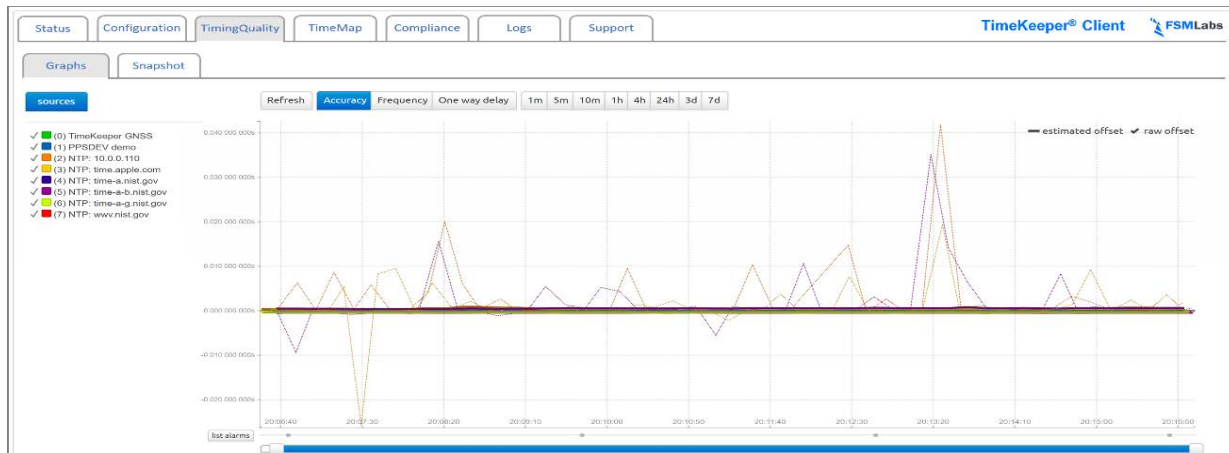 Status Configuration TimingQuality TimeMap Compliance Logs Support TimeKeeper® Client FSMLabs
Graphs Snapshot
sources Refresh Accuracy Frequency One way delay 1m 5m 10m 1h 4h 24h 3d 7d
estimated offset raw offset
(0) TimeKeeper GNSS
(1) PPSDEV demo
(2) NTP: 10.0.0.110
(3) NTP: time.apple.com
(4) NTP: time-a.nist.gov
(5) NTP: time-a-b.nist.gov
(6) NTP: time-a-g.nist.gov
(7) NTP: wwv.nist.gov
0.040 000 000s
0.030 000 000s
0.020 000 000s
0.010 000 000s
0.000 000 000s
-0.010 000 000s
-0.020 000 000s
20:06:40 20:07:30 20:08:20 20:09:10 20:10:00 20:10:50 20:11:40 20:12:30 20:13:20 20:14:10 20:15:00 20:15:50
list alarms